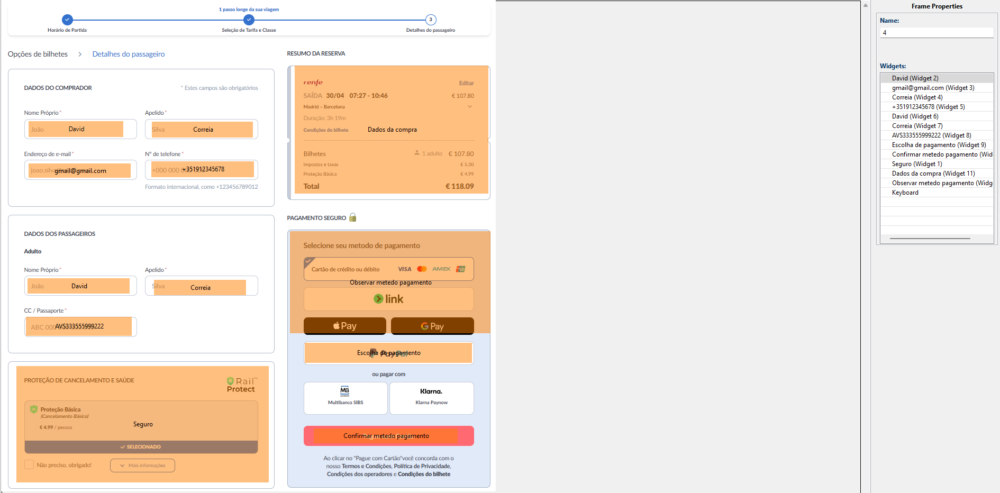 1 passo longe da sua viagem
3
Horário de Partida
Seleção de Tarifa e Classe
Detalhes do passageiro
Opções de bilhetes
Detalhes do passageiro
DADOS DO COMPRADOR
* Estes campos são obrigatórios
Nome Próprio *
Apelido *
João
David
Silva
Correia
Endereço de e-mail *
Nº de telefone *
gmail@gmail.com
+000 000 00
+351912345678
Formato internacional, como +123456789012
DADOS DOS PASSAGEIROS
Adulto
Nome Próprio *
Apelido *
João
David
Silva
Correia
CC / Passaporte *
ABC 00
AVS333555999222
PROTEÇÃO DE CANCELAMENTO E SAÚDE
Rail™
Protect
Proteção Básica
(Cancelamento Básico)
€ 4.99 / pessoa
Seguro
SELECIONADO
Não preciso, obrigado!
Mais informações
RESUMO DA RESERVA
renfe
Editar
SAÍDA 30/04 07:27 - 10:46
€ 107.80
Madrid – Barcelona
Duração: 3h 19m
Condições do bilhete
Dados da compra
Bilhetes
1 adulto
€ 107.80
Impostos e taxas
€ 5.30
Proteção Básica
€ 4.99
Total
€ 118.09
PAGAMENTO SEGURO
Selecione seu metodo de pagamento
Cartão de crédito ou débito
VISA
AMEX
Observar metedo pagamento
link
Pay
G Pay
Escolha de pagamento
PayPal
ou pagar com
MB
Multibanco SIBS
Klarna.
Klarna Paynow
Confirmar metedo pagamento
Ao clicar no "Pague com Cartão"você concorda com o
nosso Termos e Condições, Política de Privacidade,
Condições dos operadores e Condições do bilhete
Frame Properties
Name:
4
Widgets:
David (Widget 2)
gmail@gmail.com (Widget 3)
Correia (Widget 4)
+351912345678 (Widget 5)
David (Widget 6)
Correia (Widget 7)
AVS333555999222 (Widget 8)
Escolha de pagamento (Widget 9)
Confirmar metedo pagamento (Wid
Seguro (Widget 1)
Dados da compra (Widget 11)
Observar metedo pagamento (Widg
Keyboard